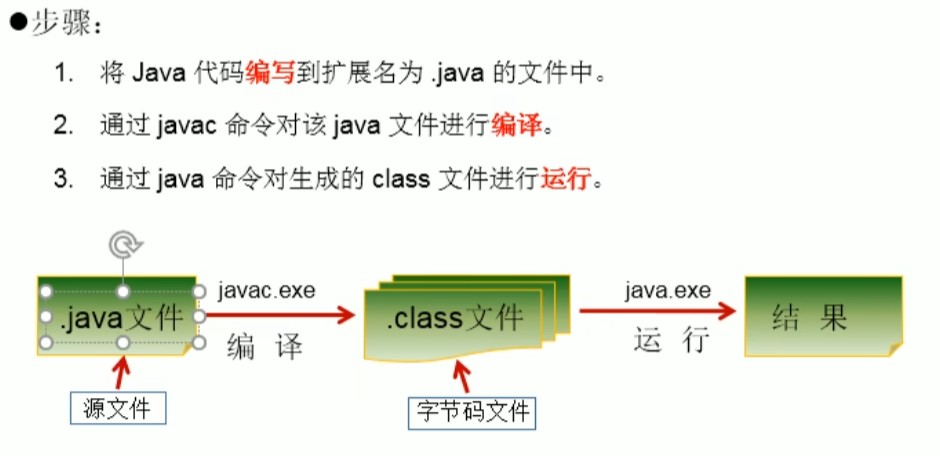 ●步骤：
1. 将 Java 代码编写到扩展名为 .java 的文件中。
2. 通过 javac 命令对该 java 文件进行编译。
3. 通过 java 命令对生成的 class 文件进行运行。
.java文件
javac.exe
编 译
.class文件
java.exe
运 行
结 果
源文件
字节码文件